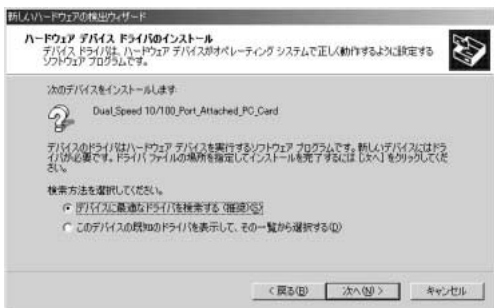 新しいハードウェアの検出ウィザード
ハードウェア デバイス ドライバのインストール
デバイス ドライバは、ハードウェア デバイスがオペレーティング システムで正しく動作するように設定する
ソフトウェア プログラムです。
次のデバイスをインストールします:
Dual_Speed 10/100_Port_Attached_PC_Card
デバイスのドライバはハードウェア デバイスを実行するソフトウェア プログラムです。新しいデバイスにはドラ
イバが必要です。ドライバ ファイルの場所を指定してインストールを完了するには [次へ] をクリックしてくだ
さい。
検索方法を選択してください。
デバイスに最適なドライバを検索する (推奨)(S)
このデバイスの既知のドライバを表示して、その一覧から選択する(D)
< 戻る(B)
次へ(N) >
キャンセル